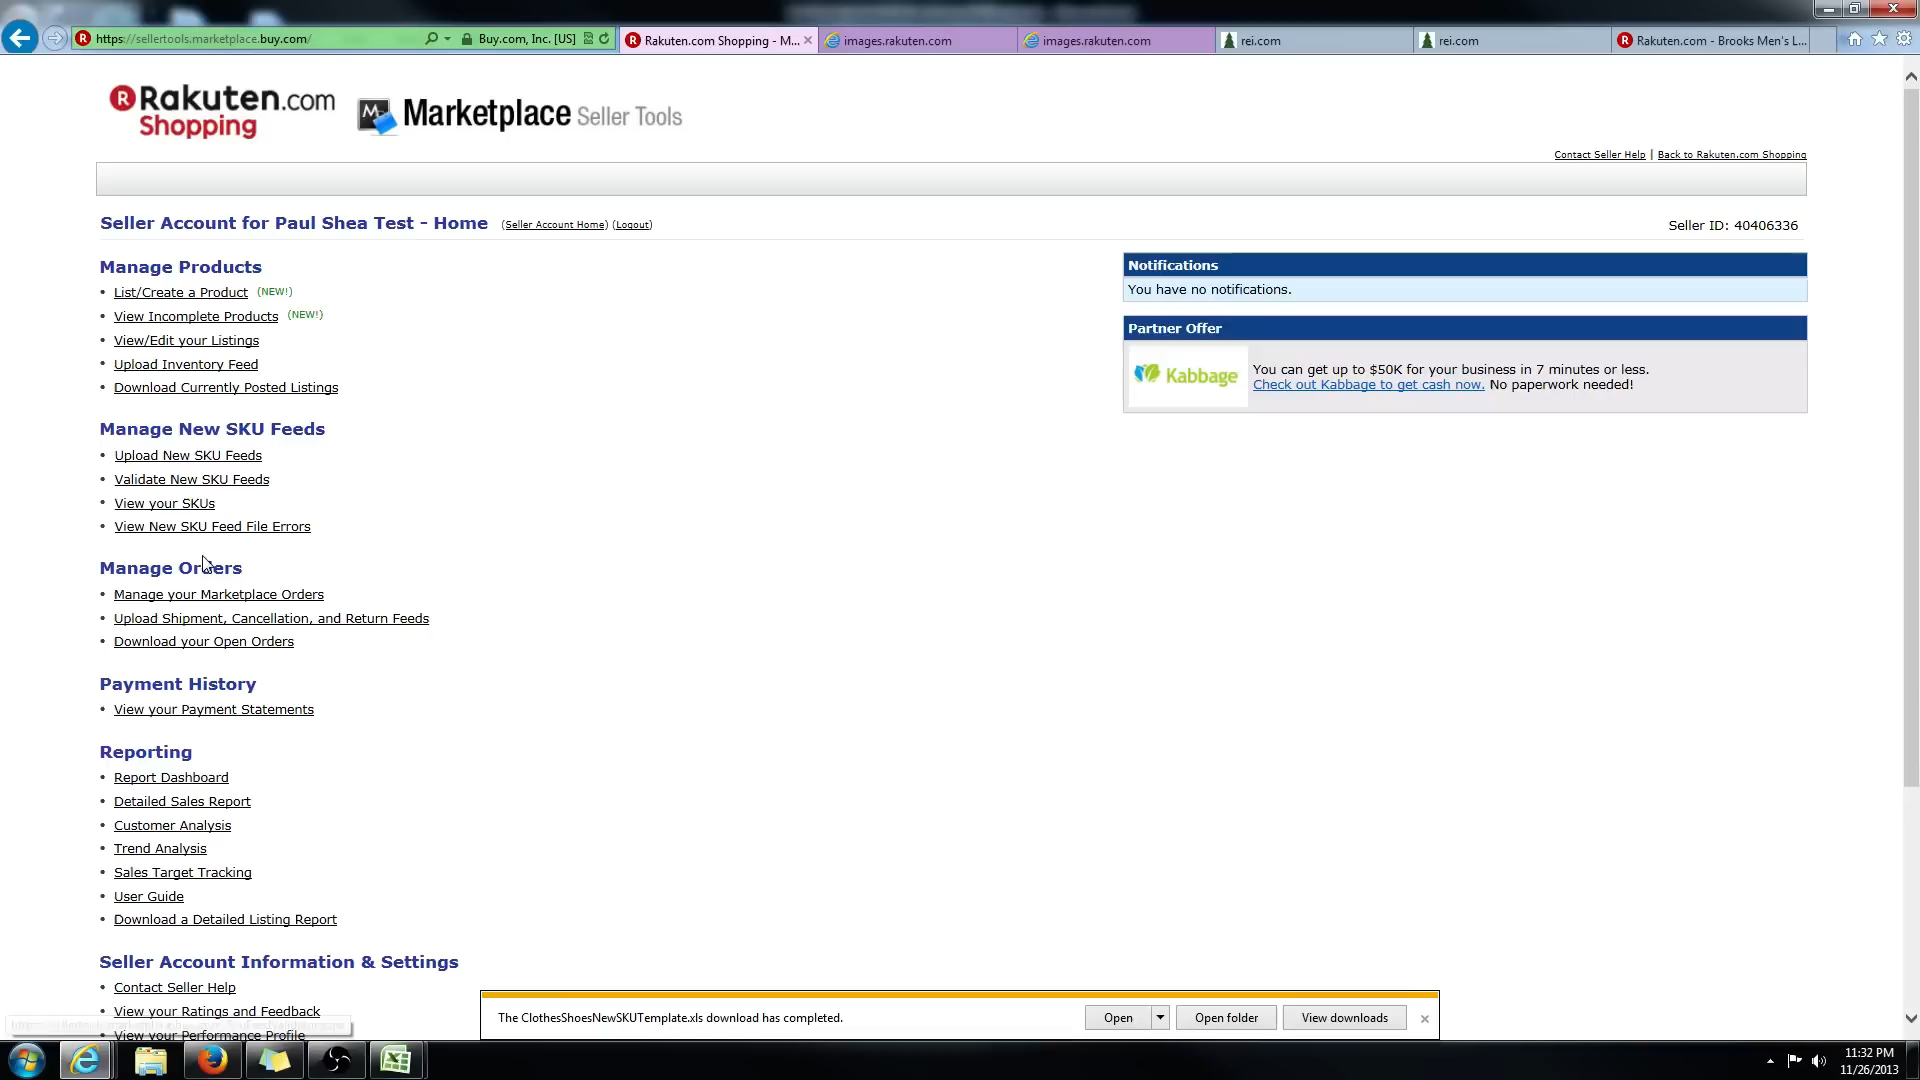 https://sellertools.marketplace.buy.com/
Buy.com, Inc. [US]
Rakuten.com Shopping - M...
images.rakuten.com
images.rakuten.com
rei.com
rei.com
Rakuten.com - Brooks Men's L...
Rakuten.com
Shopping
Marketplace Seller Tools
Contact Seller Help | Back to Rakuten.com Shopping
Seller Account for Paul Shea Test - Home (Seller Account Home) (Logout)
Seller ID: 40406336
Manage Products
• List/Create a Product (NEW!)
• View Incomplete Products (NEW!)
• View/Edit your Listings
• Upload Inventory Feed
• Download Currently Posted Listings
Notifications
You have no notifications.
Partner Offer
Kabbage
You can get up to $50K for your business in 7 minutes or less.
Check out Kabbage to get cash now. No paperwork needed!
Manage New SKU Feeds
• Upload New SKU Feeds
• Validate New SKU Feeds
• View your SKUs
• View New SKU Feed File Errors
Manage Orders
• Manage your Marketplace Orders
• Upload Shipment, Cancellation, and Return Feeds
• Download your Open Orders
Payment History
• View your Payment Statements
Reporting
• Report Dashboard
• Detailed Sales Report
• Customer Analysis
• Trend Analysis
• Sales Target Tracking
• User Guide
• Download a Detailed Listing Report
Seller Account Information & Settings
• Contact Seller Help
• View your Ratings and Feedback
View your Performance Profile
The ClothesShoesNewSKUTemplate.xls download has completed.
Open
Open folder
View downloads
11:32 PM
11/26/2013